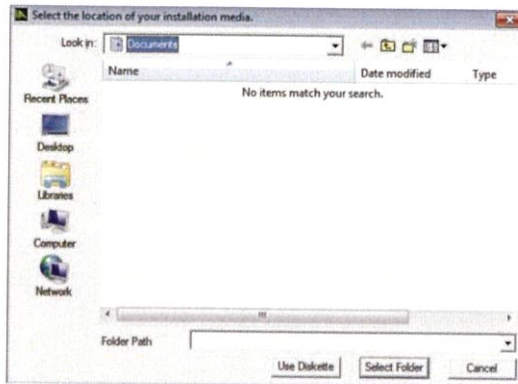 Select the location of your installation media.
Look in:
Documents
Name
Date modified
Type
No items match your search.
Recent Places
Desktop
Libraries
Computer
Network
Folder Path
Use Diskette
Select Folder
Cancel